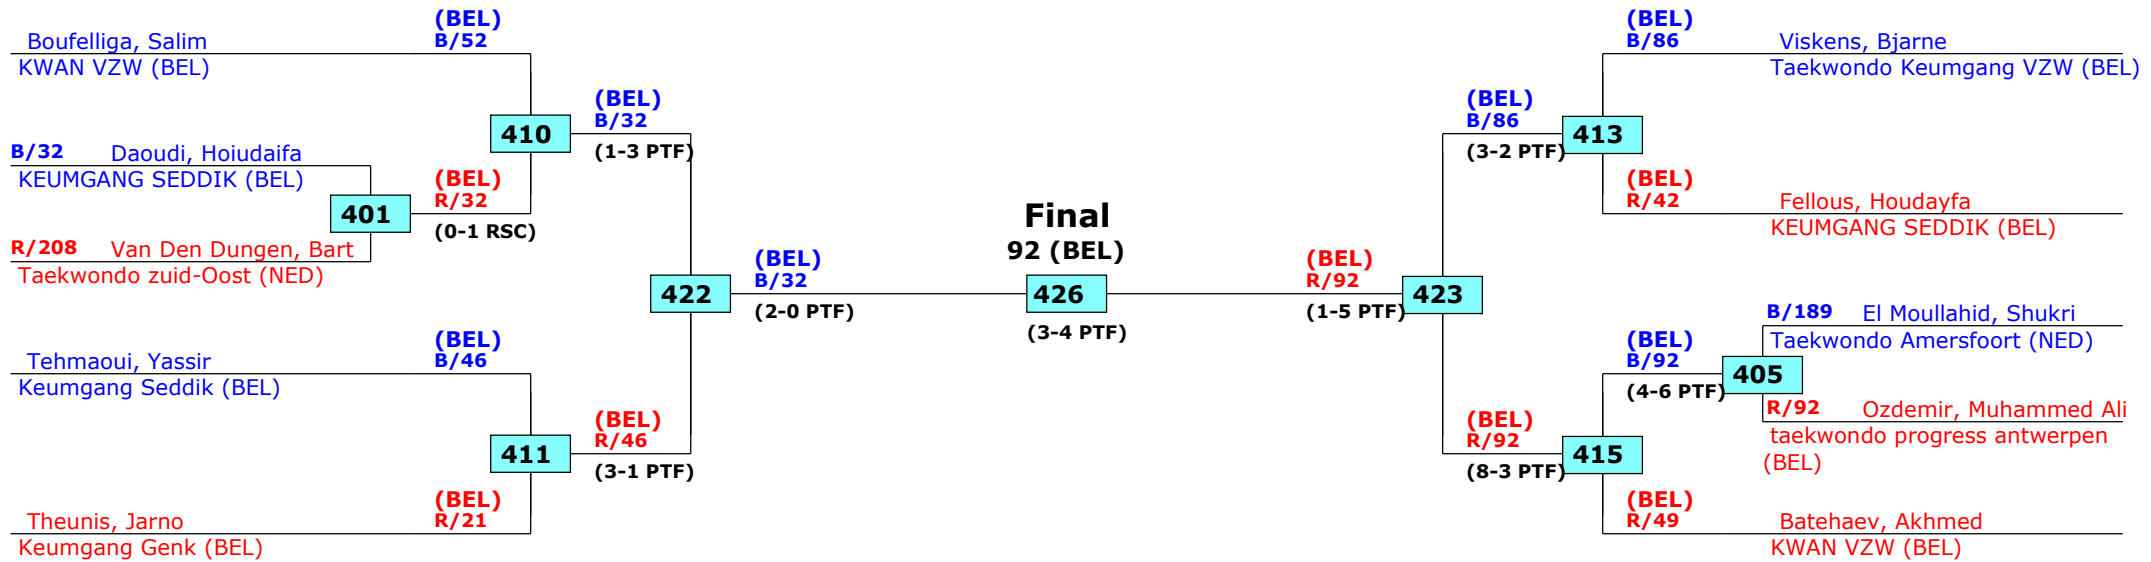 (BEL)
B/52
Boufelliga, Salim
KWAN VZW (BEL)
410
(BEL)
B/32
(1-3 PTF)
B/32 Daoudi, Hoiudaifa
KEUMGANG SEDDIK (BEL)
401
(BEL)
R/32
(0-1 RSC)
R/208 Van Den Dungen, Bart
Taekwondo zuid-Oost (NED)
422
(BEL)
B/32
(2-0 PTF)
Tehmaoui, Yassir
Keumgang Seddik (BEL)
(BEL)
B/46
411
(BEL)
R/46
(3-1 PTF)
Theunis, Jarno
Keumgang Genk (BEL)
(BEL)
R/21
Final
92 (BEL)
426
(3-4 PTF)
(BEL)
R/92
(1-5 PTF)
423
(BEL)
B/86
(3-2 PTF)
413
(BEL)
B/86
Viskens, Bjarne
Taekwondo Keumgang VZW (BEL)
(BEL)
R/42
Fellous, Houdayfa
KEUMGANG SEDDIK (BEL)
B/189 El Moullahid, Shukri
Taekwondo Amersfoort (NED)
(BEL)
B/92
(4-6 PTF)
405
R/92 Ozdemir, Muhammed Ali
taekwondo progress antwerpen
(BEL)
(BEL)
R/92
(8-3 PTF)
415
(BEL)
R/49
Batehaev, Akhmed
KWAN VZW (BEL)